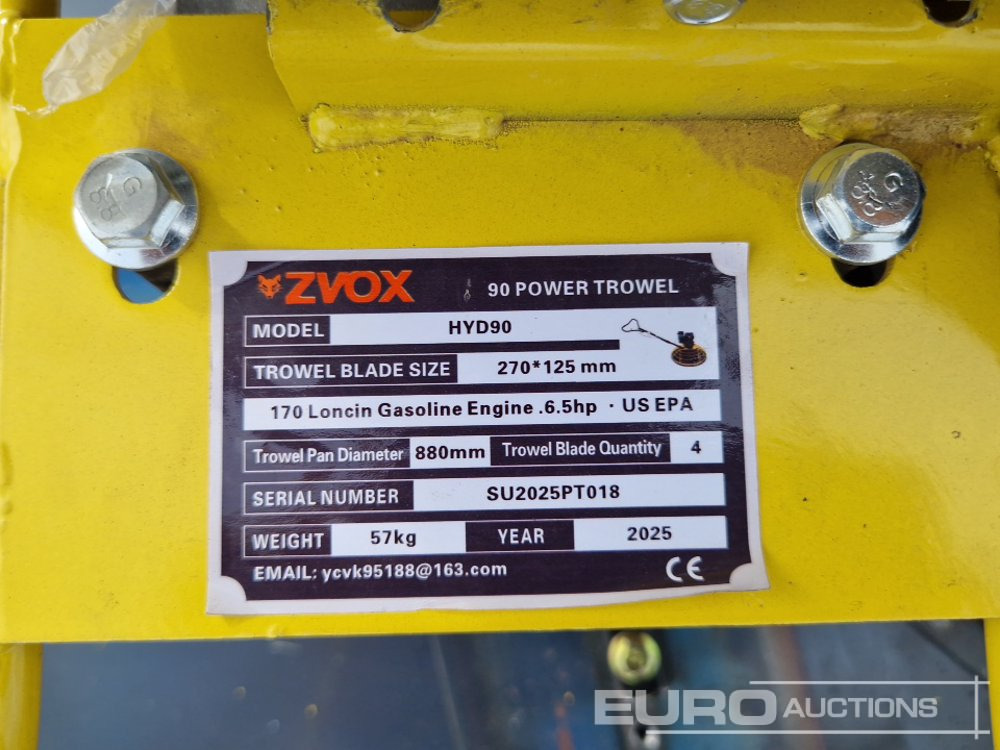 ZVOX 90 POWER TROWEL
MODEL HYD90
TROWEL BLADE SIZE 270*125 mm
170 Loncin Gasoline Engine .6.5hp · US EPA
Trowel Pan Diameter 880mm Trowel Blade Quantity 4
SERIAL NUMBER SU2025PT018
WEIGHT 57kg YEAR 2025
EMAIL: ycvk95188@163.com CE
EURO AUCTIONS